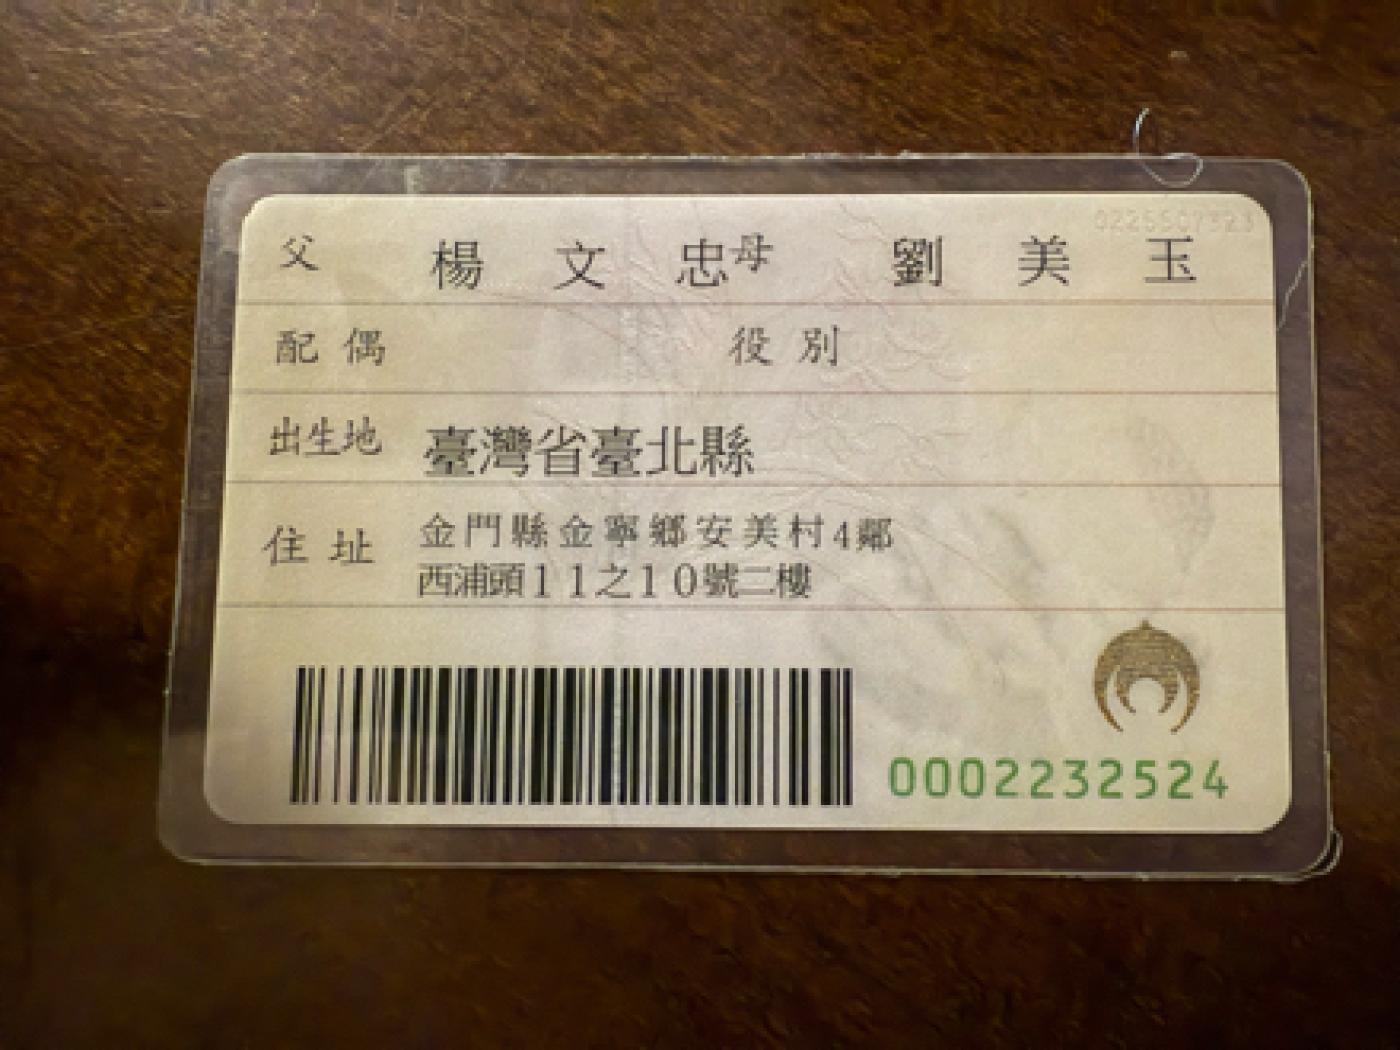 父 楊文忠 母 劉美玉
配偶 役別
出生地 臺灣省臺北縣
住址 金門縣金寧鄉安美村4鄰
西浦頭11之10號二樓
0002232524